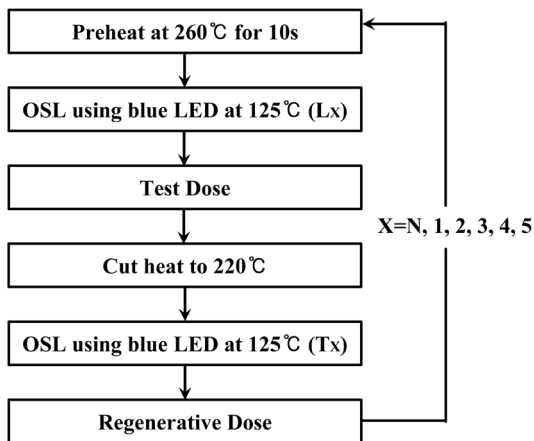 Preheat at 260℃ for 10s
OSL using blue LED at 125℃ (Lx)
Test Dose
X=N, 1, 2, 3, 4, 5
Cut heat to 220℃
OSL using blue LED at 125℃ (Tx)
Regenerative Dose